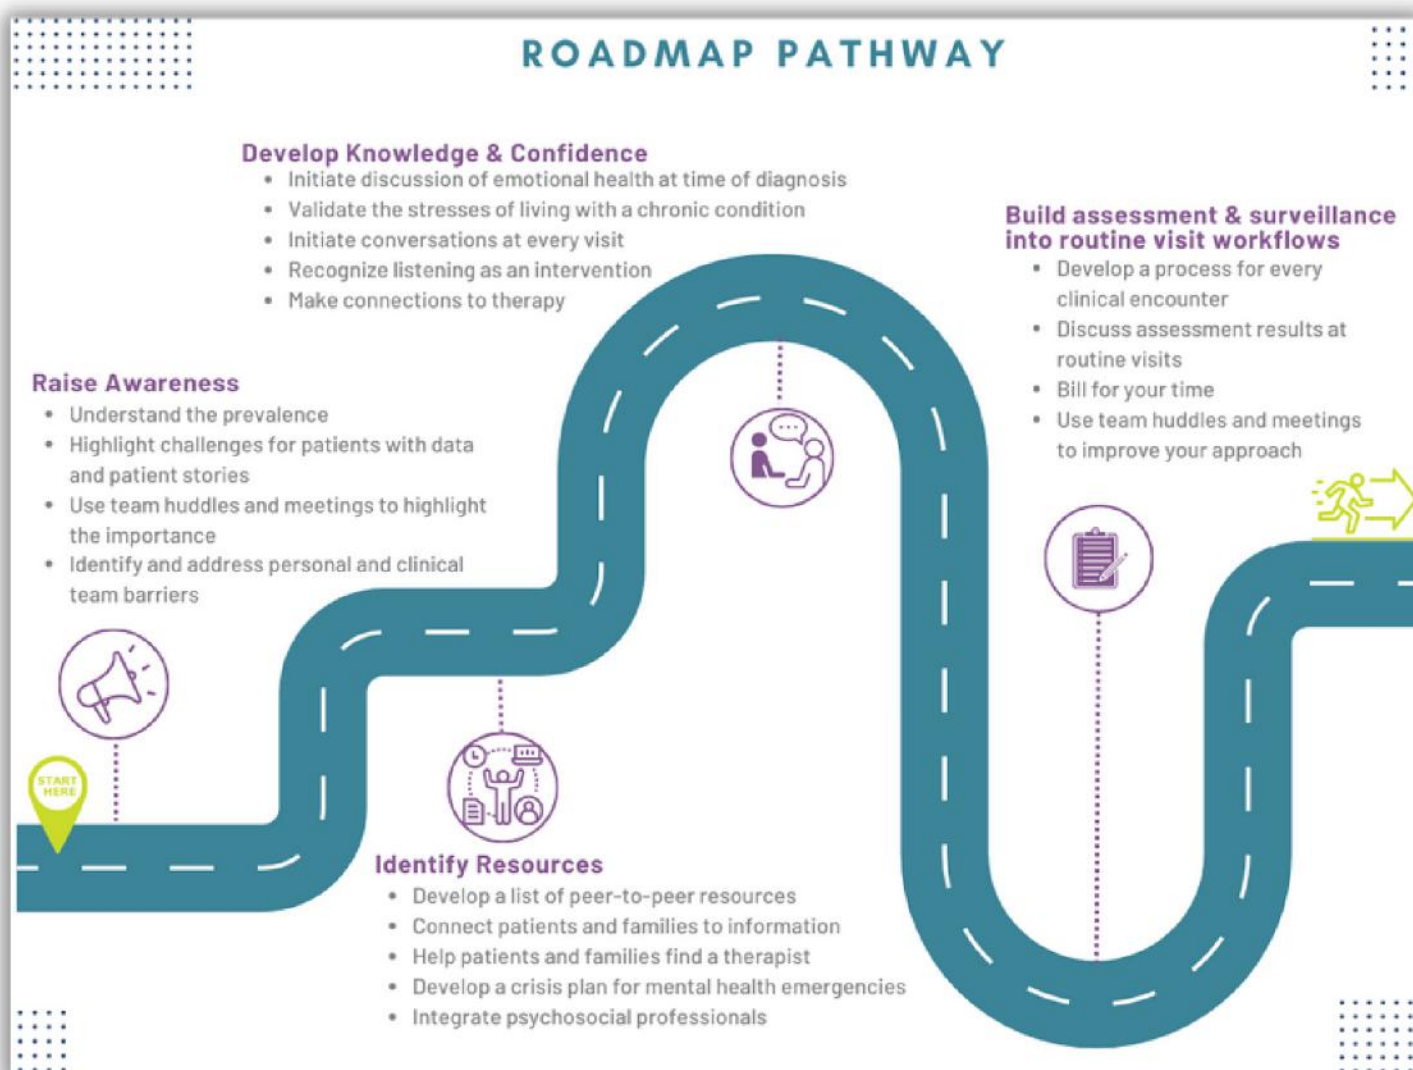 ROADMAP PATHWAY
Develop Knowledge & Confidence
• Initiate discussion of emotional health at time of diagnosis
• Validate the stresses of living with a chronic condition
• Initiate conversations at every visit
• Recognize listening as an intervention
• Make connections to therapy
Build assessment & surveillance
into routine visit workflows
• Develop a process for every
clinical encounter
• Discuss assessment results at
routine visits
• Bill for your time
• Use team huddles and meetings
to improve your approach
Raise Awareness
• Understand the prevalence
• Highlight challenges for patients with data
and patient stories
• Use team huddles and meetings to highlight
the importance
• Identify and address personal and clinical
team barriers
START
HERE
Identify Resources
• Develop a list of peer-to-peer resources
• Connect patients and families to information
• Help patients and families find a therapist
• Develop a crisis plan for mental health emergencies
• Integrate psychosocial professionals